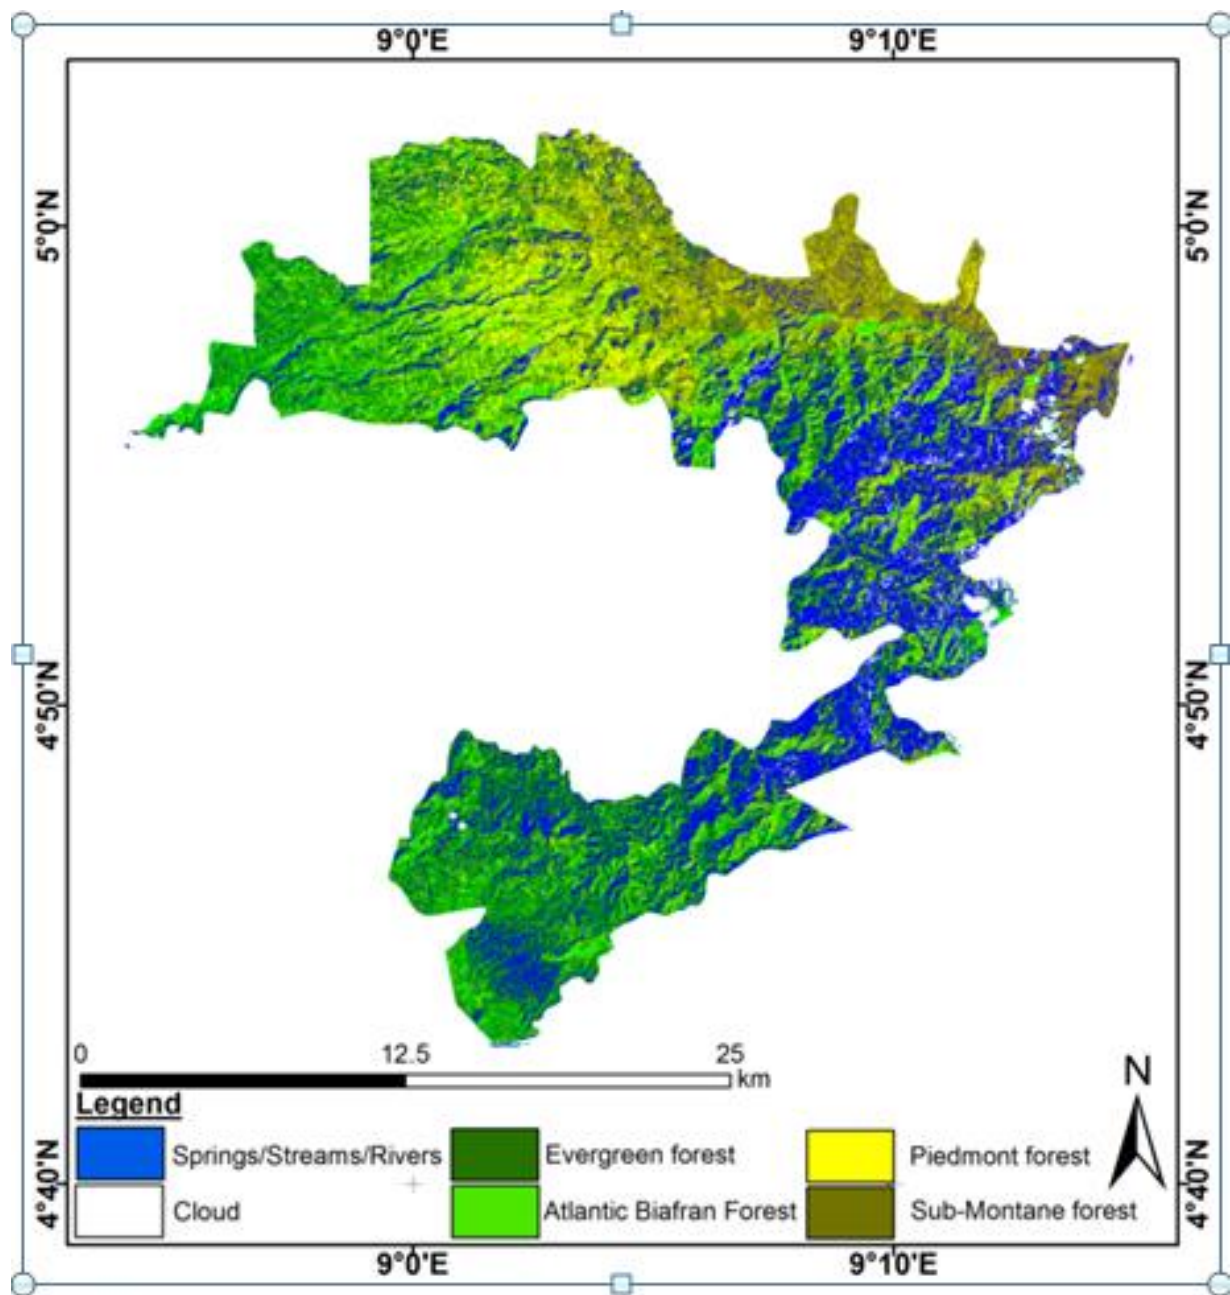 9°0'E 9°10'E
5°0'N 5°0'N
4°50'N 4°50'N
4°40'N 4°40'N
0 12.5 25 km
N
Legend
Springs/Streams/Rivers Evergreen forest Piedmont forest
Cloud Atlantic Biafran Forest Sub-Montane forest
9°0'E 9°10'E